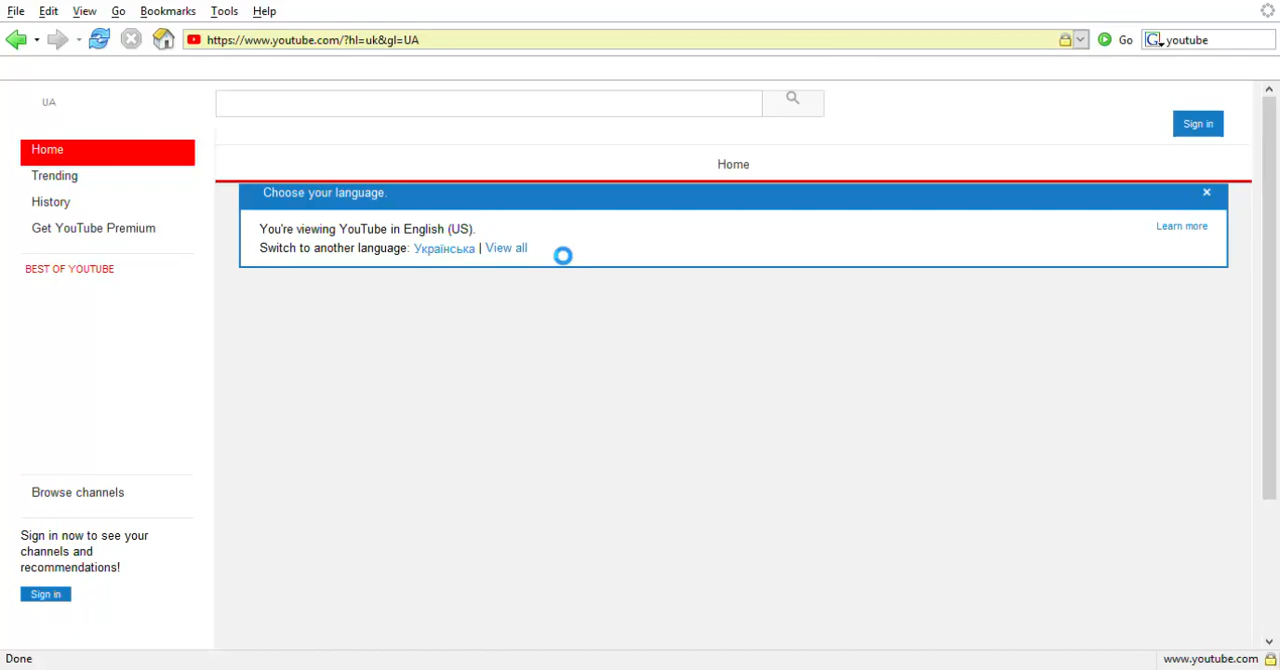 File Edit View Go Bookmarks Tools Help
https://www.youtube.com/?hl=uk&gl=UA Go G youtube
UA
Sign in
Home
Trending
History
Get YouTube Premium
BEST OF YOUTUBE
Browse channels
Sign in now to see your
channels and
recommendations!
Sign in
Home
Choose your language.
You're viewing YouTube in English (US).
Learn more
Switch to another language: Українська | View all
Done www.youtube.com